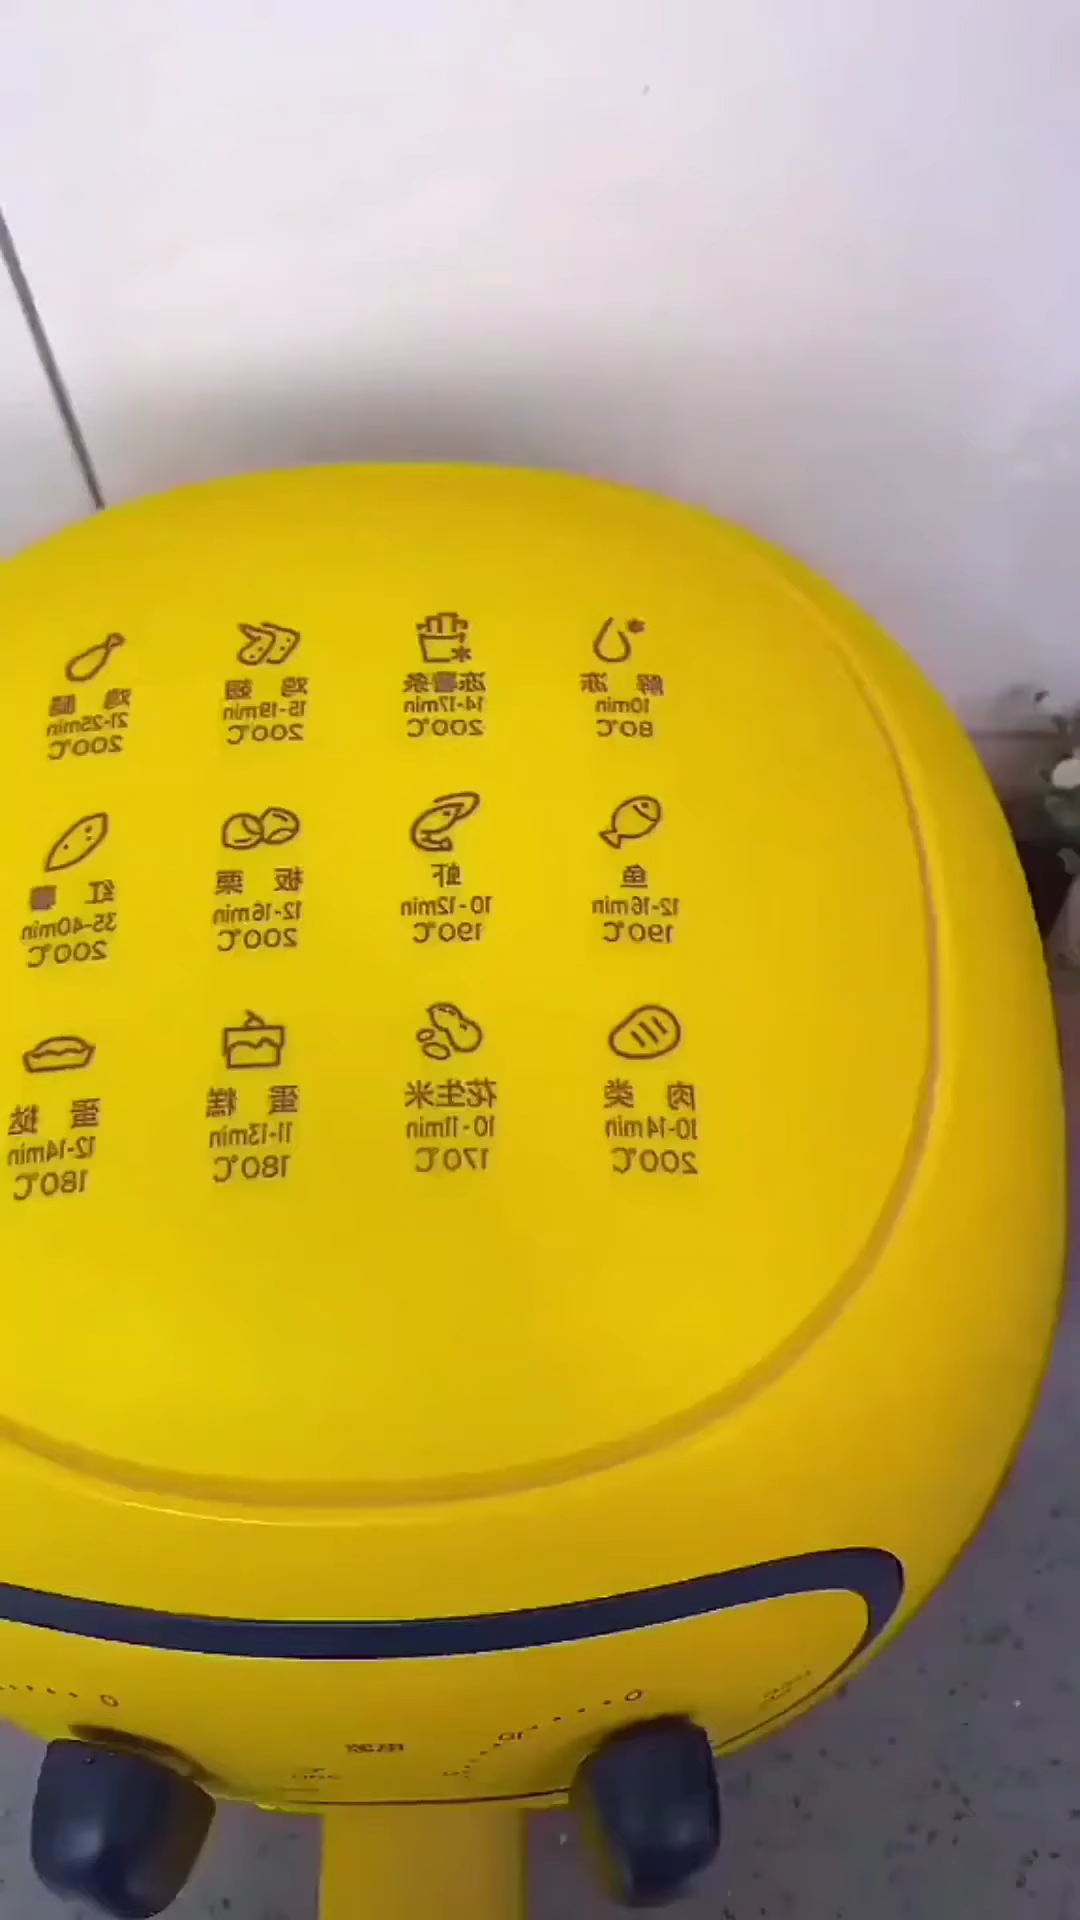 解 冻
10min
80℃
冻薯条
14-17min
200℃
鸡 翅
15-19min
200℃
鸡 腿
21-25min
200℃
鱼
12-16min
190℃
虾
10-12min
190℃
板 栗
12-16min
200℃
红 薯
35-40min
200℃
肉 类
10-14min
200℃
花生米
10-11min
170℃
蛋 糕
11-13min
180℃
蛋 挞
12-14min
180℃
0
10
0